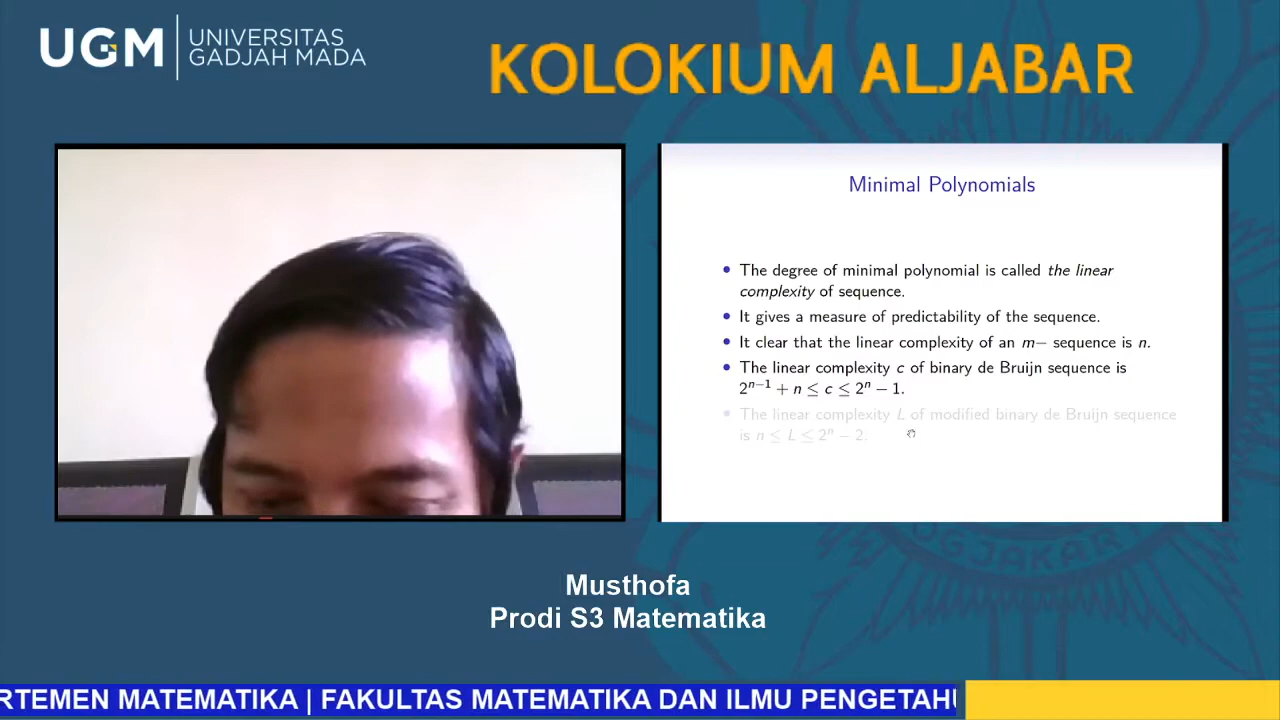 UGM
UNIVERSITAS
GADJAH MADA
KOLOKIUM ALJABAR
Minimal Polynomials
• The degree of minimal polynomial is called the linear
complexity of sequence.
• It gives a measure of predictability of the sequence.
• It clear that the linear complexity of an m− sequence is n.
• The linear complexity c of binary de Bruijn sequence is
2ⁿ⁻¹ + n ≤ c ≤ 2ⁿ − 1.
• The linear complexity L of modified binary de Bruijn sequence
is n ≤ L ≤ 2ⁿ − 2.
Musthofa
Prodi S3 Matematika
RTEMEN MATEMATIKA | FAKULTAS MATEMATIKA DAN ILMU PENGETAHU